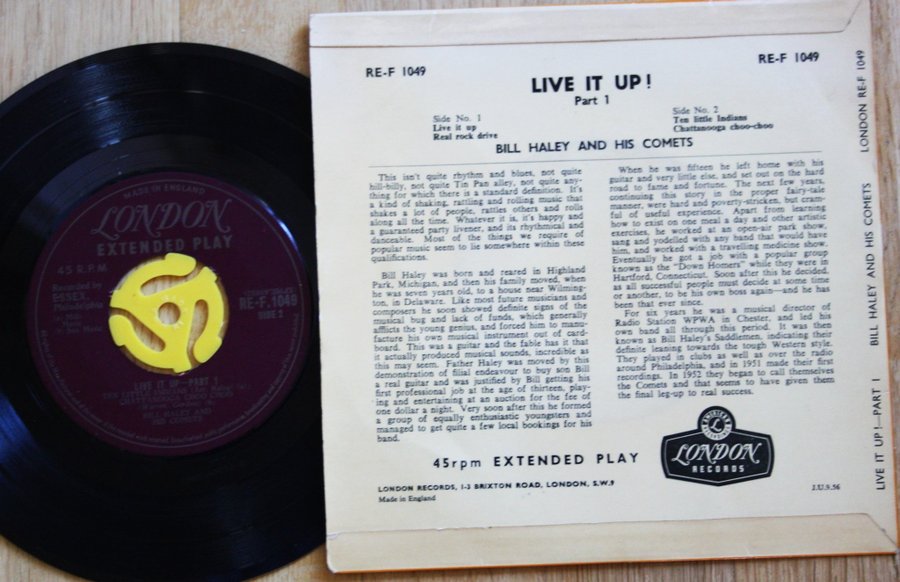 MADE IN ENGLAND
LONDON
EXTENDED PLAY
45 R.P.M.
Recorded by
ESSEX,
Philadelphia
RE-F.1049
SIDE 2
LIVE IT UP—PART 1
BILL HALEY AND
RE-F 1049
RE-F 1049
LIVE IT UP!
Part 1
Side No. 1
Live it up
Real rock drive
Side No. 2
Ten little Indians
Chattanooga choo-choo
BILL HALEY AND HIS COMETS
This isn't quite rhythm and blues, not quite
hill-billy, not quite Tin Pan alley, not quite any-
thing for which there is a standard definition. It's
a kind of shaking, rattling and rolling music that
shakes a lot of people, rattles others and rolls
along all the time. Whatever it is, it's happy and
a guaranteed party livener, and its rhythmical and
danceable. Most of the things we require of
popular music seem to lie somewhere within these
qualifications.
Bill Haley was born and reared in Highland
Park, Michigan, and then his family moved, when
he was seven years old, to a house near Wilming-
ton, in Delaware. Like most future musicians and
composers he soon showed definite signs of the
musical bug and lack of funds, which generally
afflicts the young genius, and forced him to manu-
facture his own musical instrument out of card-
board. This was a guitar and the fable has it that
it actually produced musical sounds, incredible as
this may seem. Father Haley was moved by this
demonstration of filial endeavour to buy son Bill
a real guitar and was justified by Bill getting his
first professional job at the age of thirteen, play-
ing and entertaining at an auction for the fee of
one dollar a night. Very soon after this he formed
a group of equally enthusiastic youngsters and
managed to get quite a few local bookings for his
band.
When he was fifteen he left home with his
guitar and very little else, and set out on the hard
road to fame and fortune. The next few years,
continuing this story in the proper fairy-tale
manner, were hard and poverty-stricken, but cram-
ful of useful experience. Apart from learning
how to exist on one meal a day and other artistic
exercises, he worked at an open-air park show,
sang and yodelled with any band that would have
him, and worked with a travelling medicine show.
Eventually he got a job with a popular group
known as the "Down Homers" while they were in
Hartford, Connecticut. Soon after this he decided,
as all successful people must decide at some time
or another, to be his own boss again—and he has
been that ever since.
For six years he was a musical director of
Radio Station WPWA in Chester, and led his
own band all through this period. It was then
known as Bill Haley's Saddlemen, indicating their
definite leaning towards the tough Western style.
They played in clubs as well as over the radio
around Philadelphia, and in 1951 made their first
recordings. In 1952 they began to call themselves
the Comets and that seems to have given them
the final leg-up to real success.
45rpm EXTENDED PLAY
AMERICAN
L
LONDON
RECORDS
LONDON RECORDS, 1-3 BRIXTON ROAD, LONDON, S.W.9
Made in England
J.U.9.56
LIVE IT UP!—PART 1
BILL HALEY AND HIS COMETS
LONDON RE-F 1049